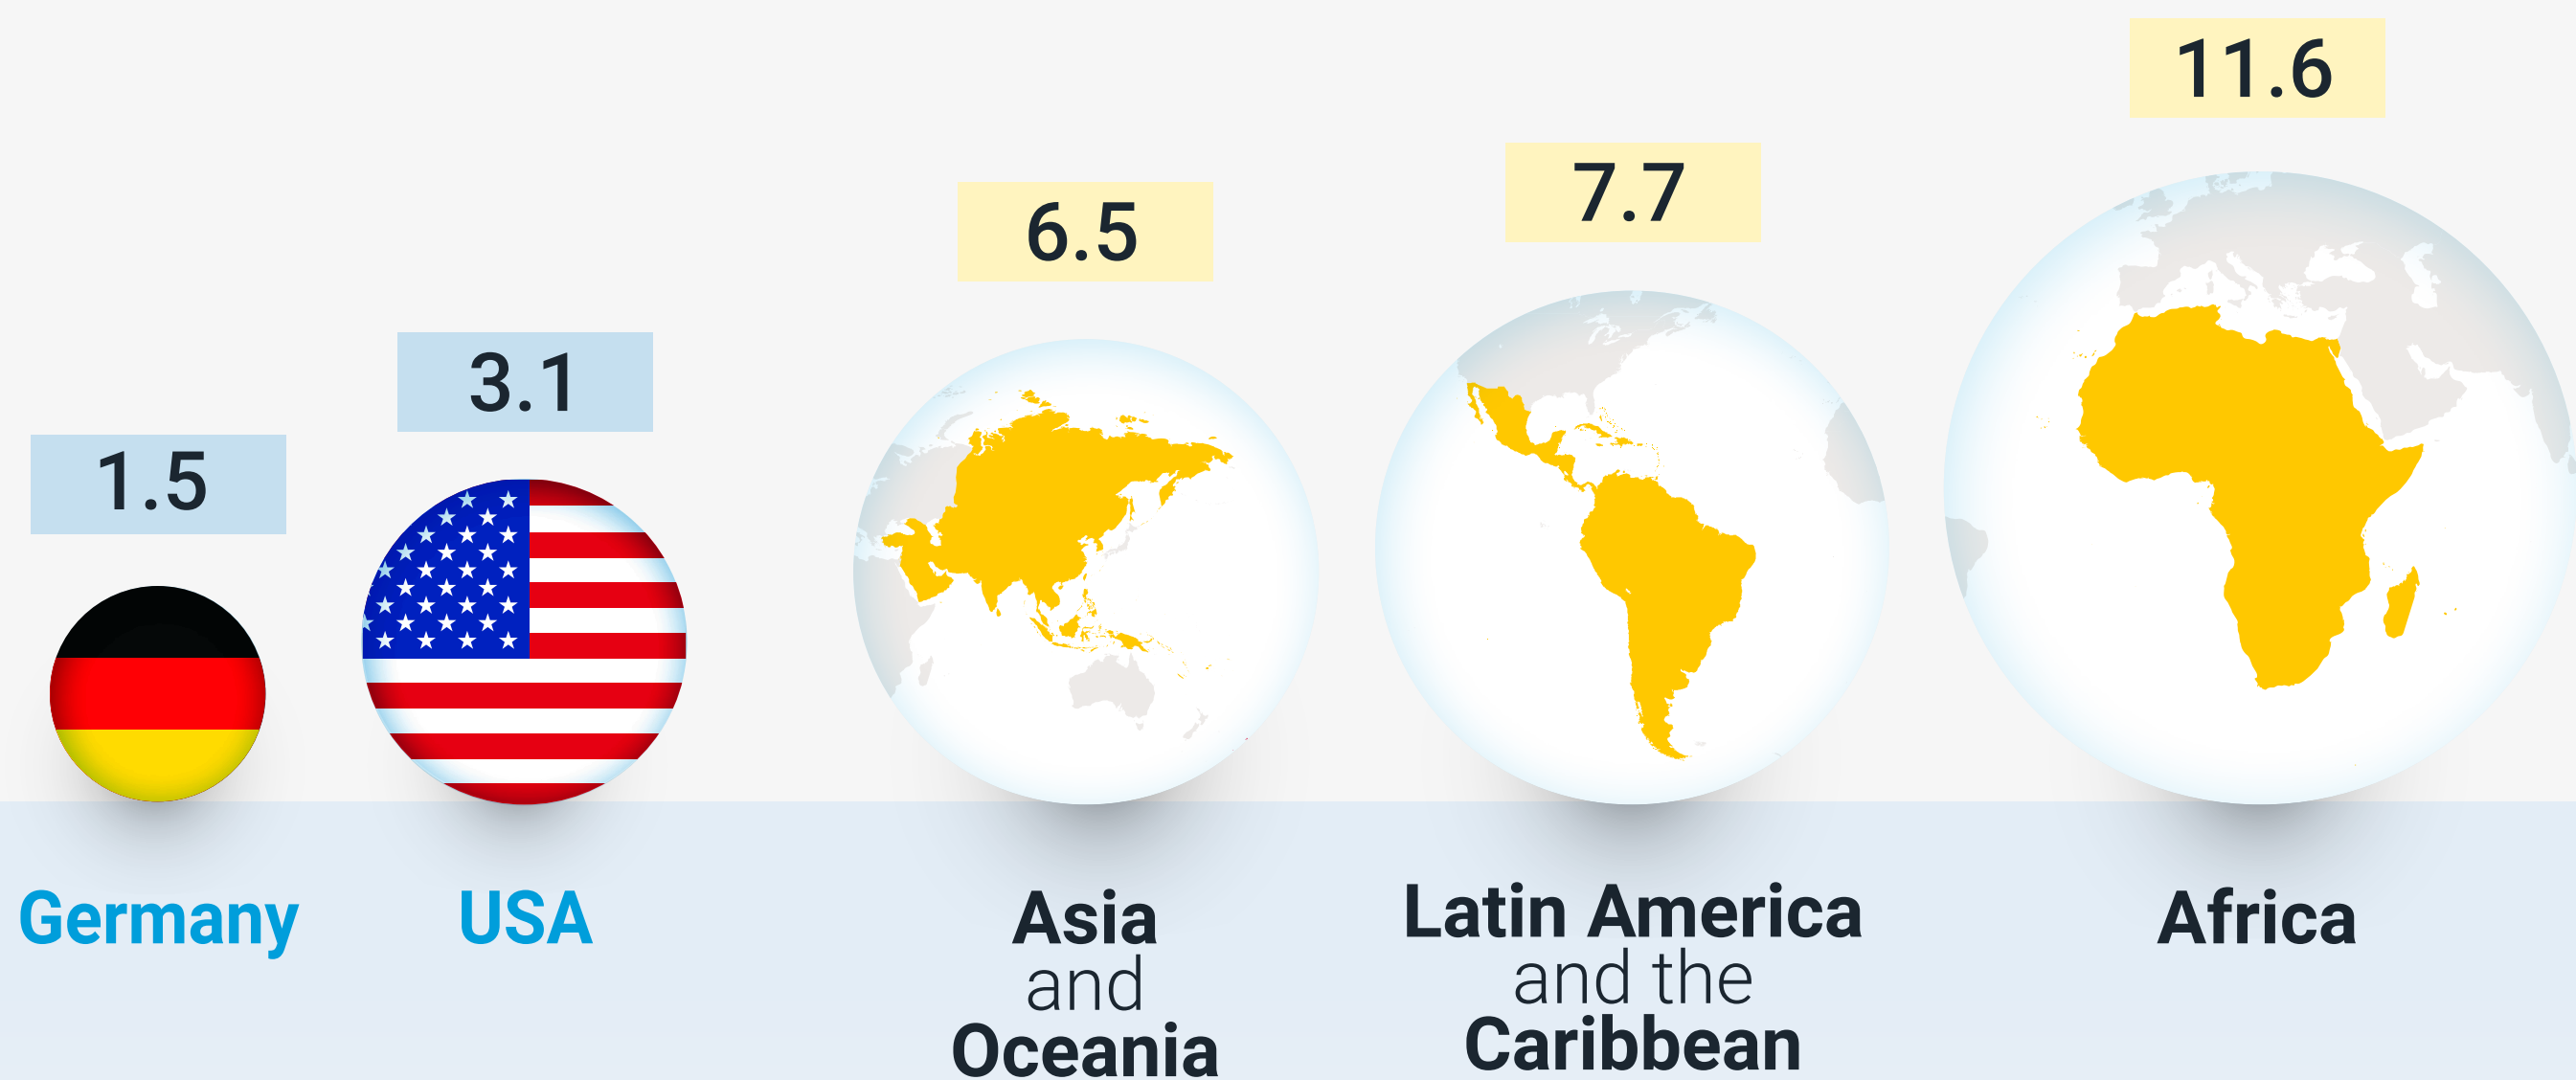 1.5
3.1
6.5
7.7
11.6
Germany
USA
Asia
and
Oceania
Latin America
and the
Caribbean
Africa